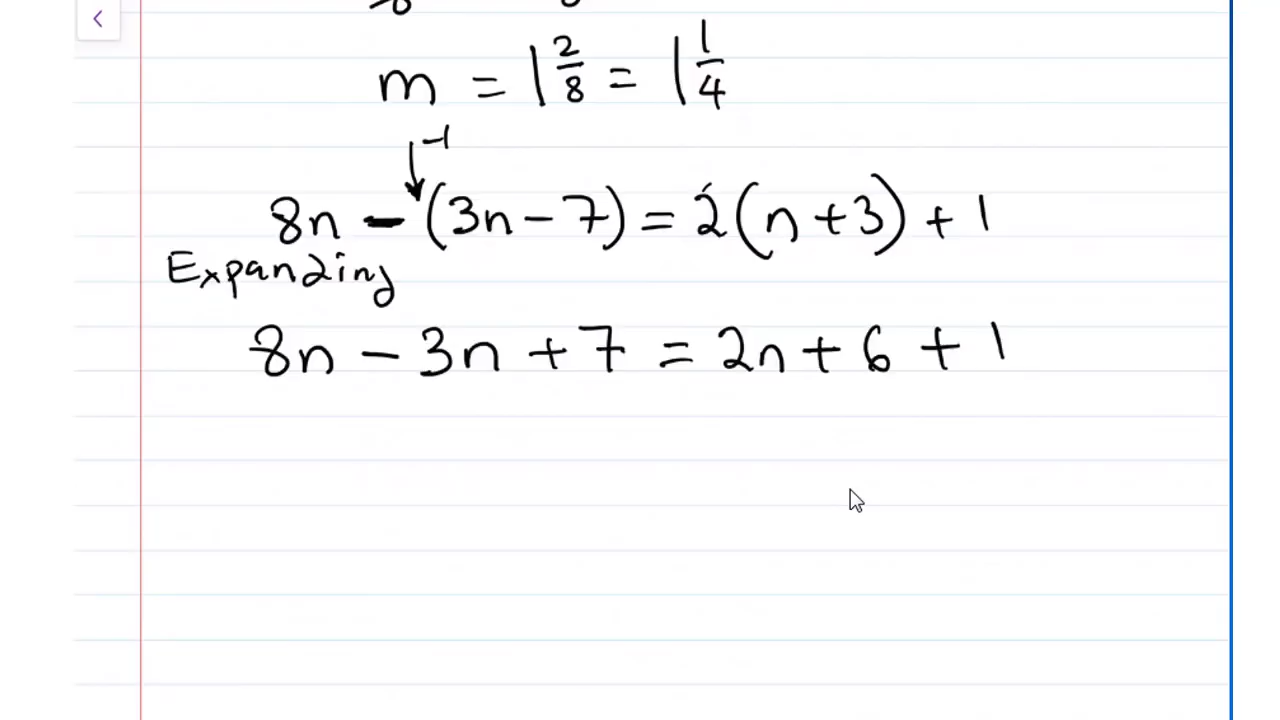 m = 1 2/8 = 1 1/4
-1
8n - (3n - 7) = 2(n + 3) + 1
Expanding
8n - 3n + 7 = 2n + 6 + 1